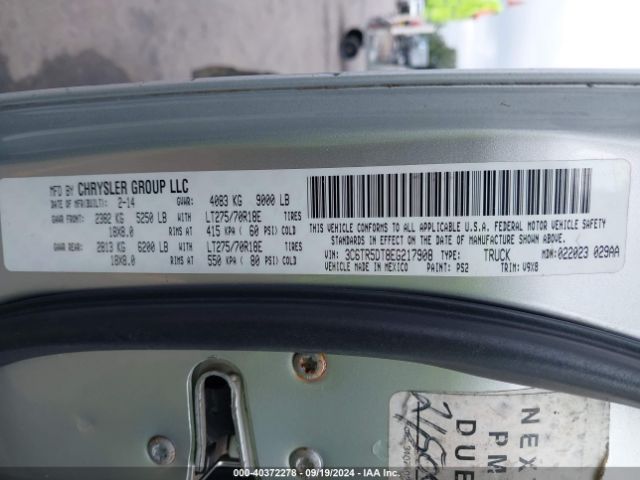 MFD BY CHRYSLER GROUP LLC
DATE OF MFR(BUILT): 2-14 GVWR: 4083 KG 9000 LB
GAWR FRONT: 2382 KG 5250 LB WITH LT275/70R18E TIRES
18X8.0 RIMS AT 415 KPA ( 60 PSI) COLD
GAWR REAR: 2813 KG 6200 LB WITH LT275/70R18E TIRES
18X8.0 RIMS AT 550 KPA ( 80 PSI) COLD
THIS VEHICLE CONFORMS TO ALL APPLICABLE U.S.A. FEDERAL MOTOR VEHICLE SAFETY
STANDARDS IN EFFECT ON THE DATE OF MANUFACTURE SHOWN ABOVE.
VIN: 3C6TR5DT8EG217908 TYPE: TRUCK MDH: 022023 029AA
VEHICLE MADE IN MEXICO PAINT: PS2 TRIM: V9X8
NEX
PM
DUE
IMAGE 40372278 09/19/2024 IAA Inc.